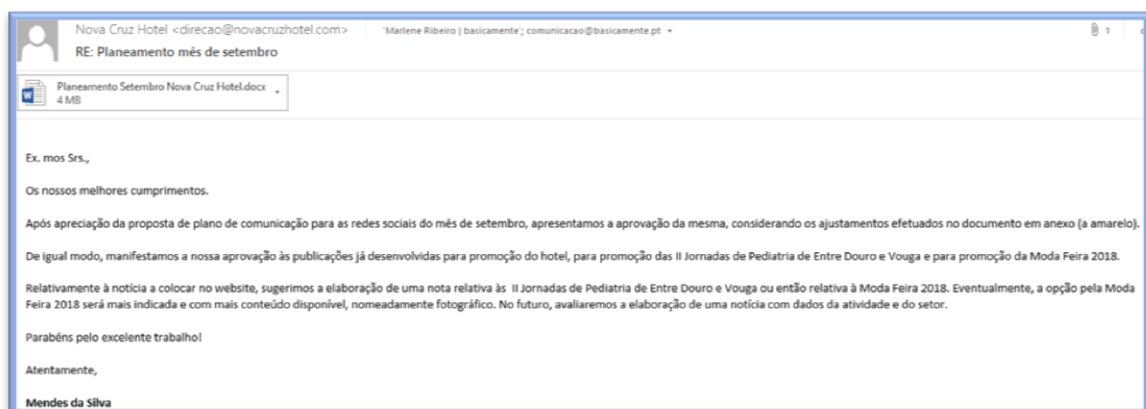 Nova Cruz Hotel <direcao@novacruzhotel.com> 'Marlene Ribeiro | basicamente'; comunicacao@basicamente.pt
1
RE: Planeamento mês de setembro
Planeamento Setembro Nova Cruz Hotel.docx
4 MB
Ex. mos Srs.,
Os nossos melhores cumprimentos.
Após apreciação da proposta de plano de comunicação para as redes sociais do mês de setembro, apresentamos a aprovação da mesma, considerando os ajustamentos efetuados no documento em anexo (a amarelo).
De igual modo, manifestamos a nossa aprovação às publicações já desenvolvidas para promoção do hotel, para promoção das II Jornadas de Pediatria de Entre Douro e Vouga e para promoção da Moda Feira 2018.
Relativamente à notícia a colocar no website, sugerimos a elaboração de uma nota relativa às II Jornadas de Pediatria de Entre Douro e Vouga ou então relativa à Moda Feira 2018. Eventualmente, a opção pela Moda
Feira 2018 será mais indicada e com mais conteúdo disponível, nomeadamente fotográfico. No futuro, avaliaremos a elaboração de uma notícia com dados da atividade e do setor.
Parabéns pelo excelente trabalho!
Atentamente,
Mendes da Silva